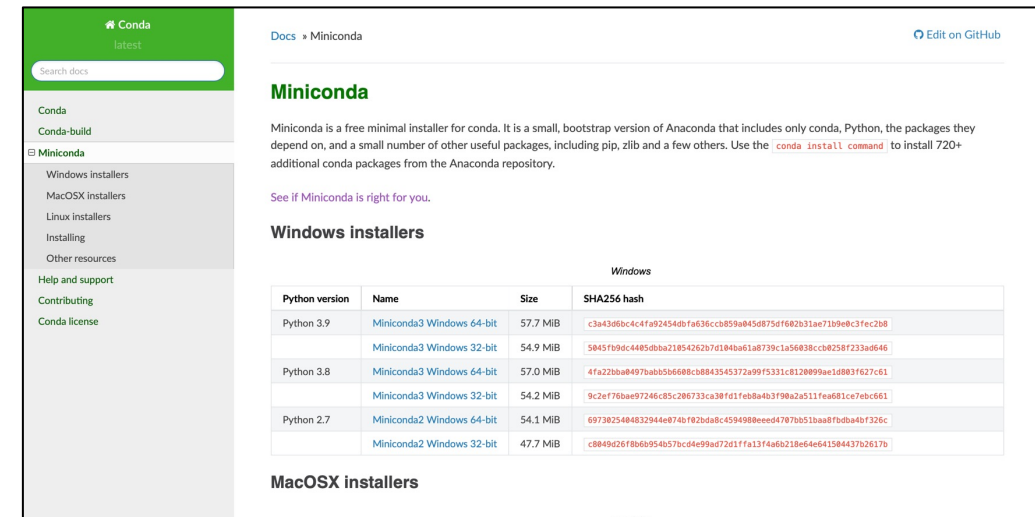 Conda
latest
Search docs
Conda
Conda-build
Miniconda
Windows installers
MacOSX installers
Linux installers
Installing
Other resources
Help and support
Contributing
Conda license
Docs » Miniconda
Edit on GitHub
Miniconda
Miniconda is a free minimal installer for conda. It is a small, bootstrap version of Anaconda that includes only conda, Python, the packages they
depend on, and a small number of other useful packages, including pip, zlib and a few others. Use the conda install command to install 720+
additional conda packages from the Anaconda repository.
See if Miniconda is right for you.
Windows installers
Windows
Python version Name Size SHA256 hash
Python 3.9 Miniconda3 Windows 64-bit 57.7 MiB c3a43d6bc4c4fa92454dbfa636ccb859a045d875df602b31ae71b9e0c3fec2b8
Miniconda3 Windows 32-bit 54.9 MiB 5045fb9dc4405dbba21054262b7d104ba61a8739c1a56038ccb0258f233ad646
Python 3.8 Miniconda3 Windows 64-bit 57.0 MiB 4fa22bba0497babb5b6608cb8843545372a99f5331c8120099ae1d803f627c61
Miniconda3 Windows 32-bit 54.2 MiB 9c2ef76bae97246c85c206733ca30fd1feb8a4b3f90a2a511fea681ce7ebc661
Python 2.7 Miniconda2 Windows 64-bit 54.1 MiB 6973025404832944e074bf02bda8c4594980eeed4707bb51baa8fbdba4bf326c
Miniconda2 Windows 32-bit 47.7 MiB c8049d26f8b6b954b57bcd4e99ad72d1ffa13f4a6b218e64e641504437b2617b
MacOSX installers